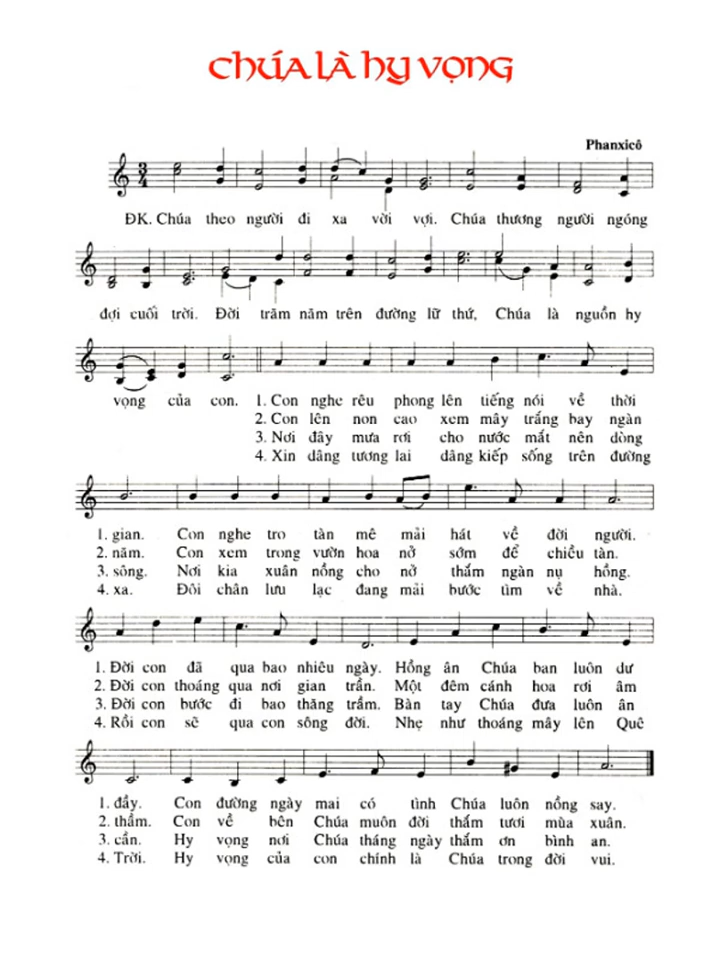 CHÚA LÀ HY VỌNG
Phanxicô
3
4
ĐK. Chúa theo người đi xa vời vợi. Chúa thương người ngóng
đợi cuối trời. Đời trăm năm trên đường lữ thứ, Chúa là nguồn hy
vọng của con. 1. Con nghe rêu phong lên tiếng nói về thời
2. Con lên non cao xem mây trắng bay ngàn
3. Nơi đây mưa rơi cho nước mắt nên dòng
4. Xin dâng tương lai dâng kiếp sống trên đường
1. gian. Con nghe tro tàn mê mải hát về đời người.
2. năm. Con xem trong vườn hoa nở sớm để chiều tàn.
3. sông. Nơi kia xuân nồng cho nở thắm ngàn nụ hồng.
4. xa. Đôi chân lưu lạc đang mải bước tìm về nhà.
1. Đời con đã qua bao nhiêu ngày. Hồng ân Chúa ban luôn dư
2. Đời con thoáng qua nơi gian trần. Một đêm cánh hoa rơi âm
3. Đời con bước đi bao thăng trầm. Bàn tay Chúa đưa luôn ân
4. Rồi con sẽ qua con sông đời. Nhẹ như thoáng mây lên Quê
1. đầy. Con đường ngày mai có tình Chúa luôn nồng say.
2. thầm. Con về bên Chúa muôn đời thắm tươi mùa xuân.
3. cần. Hy vọng nơi Chúa tháng ngày thắm ơn bình an.
4. Trời. Hy vọng của con chính là Chúa trong đời vui.